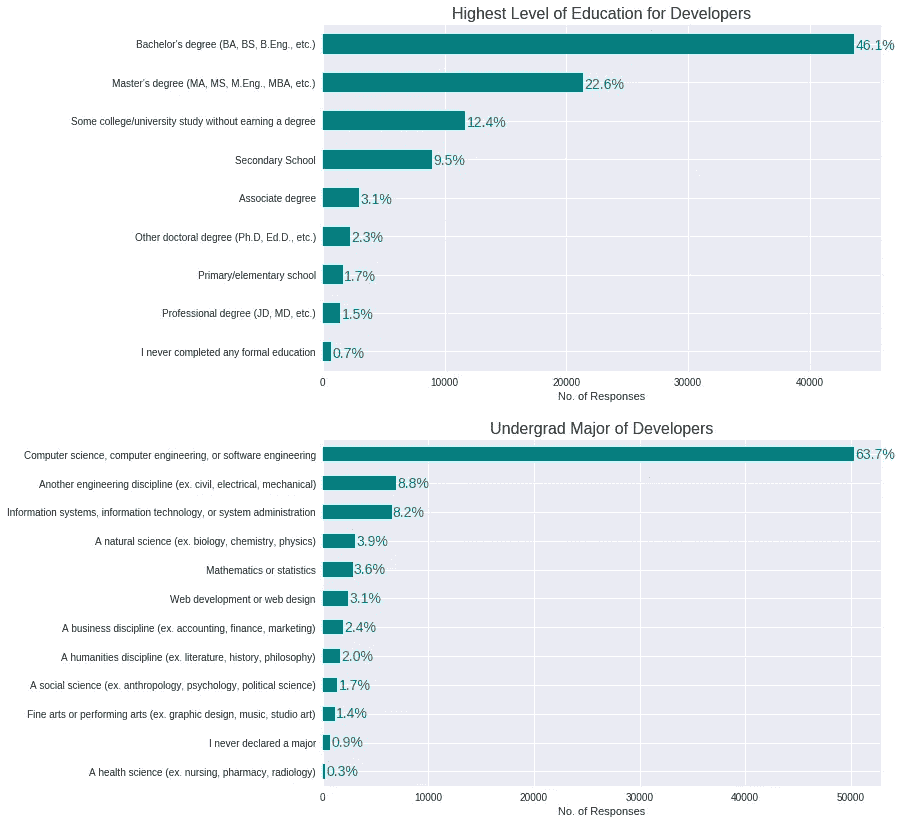 Highest Level of Education for Developers
Bachelor's degree (BA, BS, B.Eng., etc.) 46.1%
Master's degree (MA, MS, M.Eng., MBA, etc.) 22.6%
Some college/university study without earning a degree 12.4%
Secondary School 9.5%
Associate degree 3.1%
Other doctoral degree (Ph.D, Ed.D., etc.) 2.3%
Primary/elementary school 1.7%
Professional degree (JD, MD, etc.) 1.5%
I never completed any formal education 0.7%
0 10000 20000 30000 40000
No. of Responses
Undergrad Major of Developers
Computer science, computer engineering, or software engineering 63.7%
Another engineering discipline (ex. civil, electrical, mechanical) 8.8%
Information systems, information technology, or system administration 8.2%
A natural science (ex. biology, chemistry, physics) 3.9%
Mathematics or statistics 3.6%
Web development or web design 3.1%
A business discipline (ex. accounting, finance, marketing) 2.4%
A humanities discipline (ex. literature, history, philosophy) 2.0%
A social science (ex. anthropology, psychology, political science) 1.7%
Fine arts or performing arts (ex. graphic design, music, studio art) 1.4%
I never declared a major 0.9%
A health science (ex. nursing, pharmacy, radiology) 0.3%
0 10000 20000 30000 40000 50000
No. of Responses